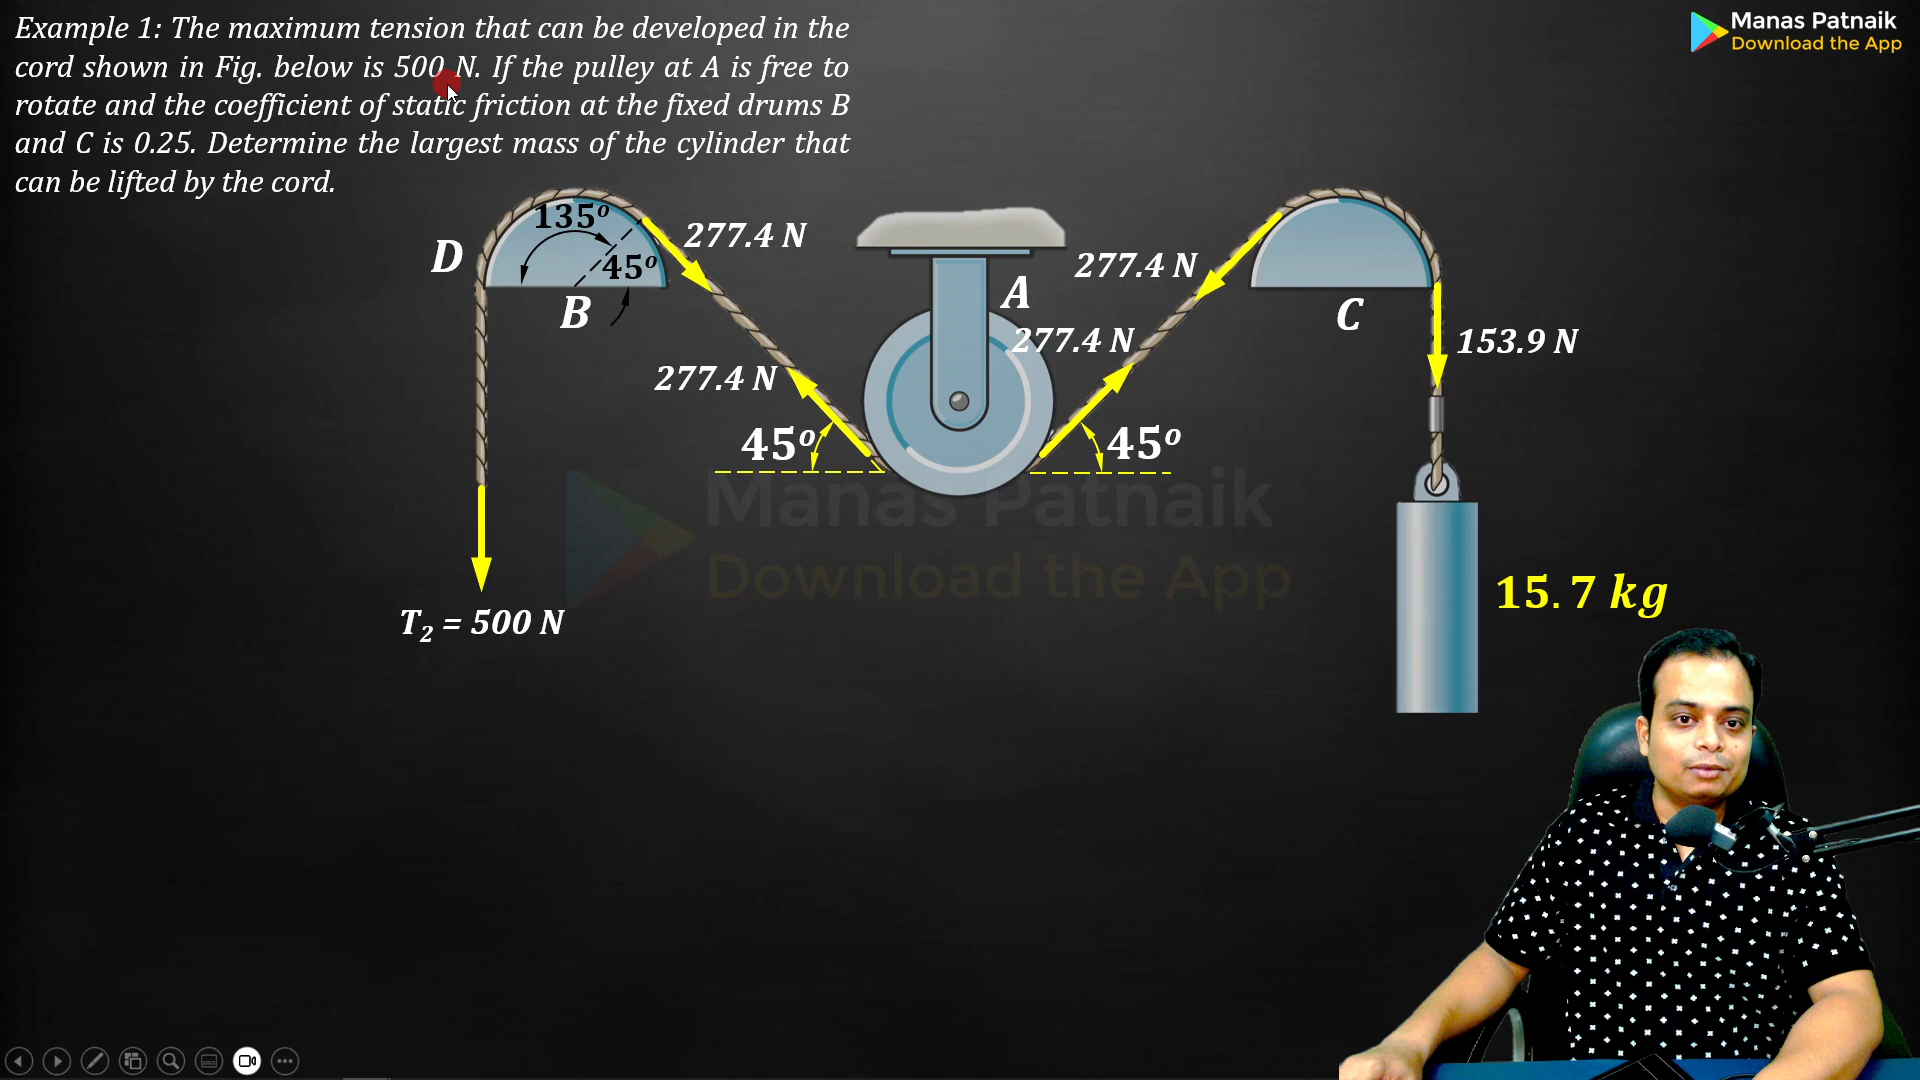 Example 1: The maximum tension that can be developed in the
cord shown in Fig. below is 500 N. If the pulley at A is free to
rotate and the coefficient of static friction at the fixed drums B
and C is 0.25. Determine the largest mass of the cylinder that
can be lifted by the cord.
Manas Patnaik
Download the App
135°
D
45°
B
277.4 N
277.4 N
A
277.4 N
277.4 N
C
153.9 N
45°
45°
Manas Patnaik
Download the App
T₂ = 500 N
15.7 kg